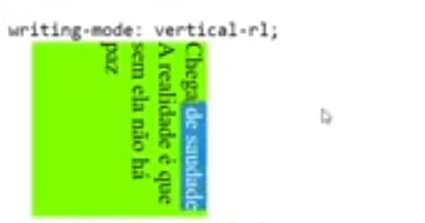 writing-mode: vertical-rl;
Chega de saudade
A realidade é que
sem ela não há
paz